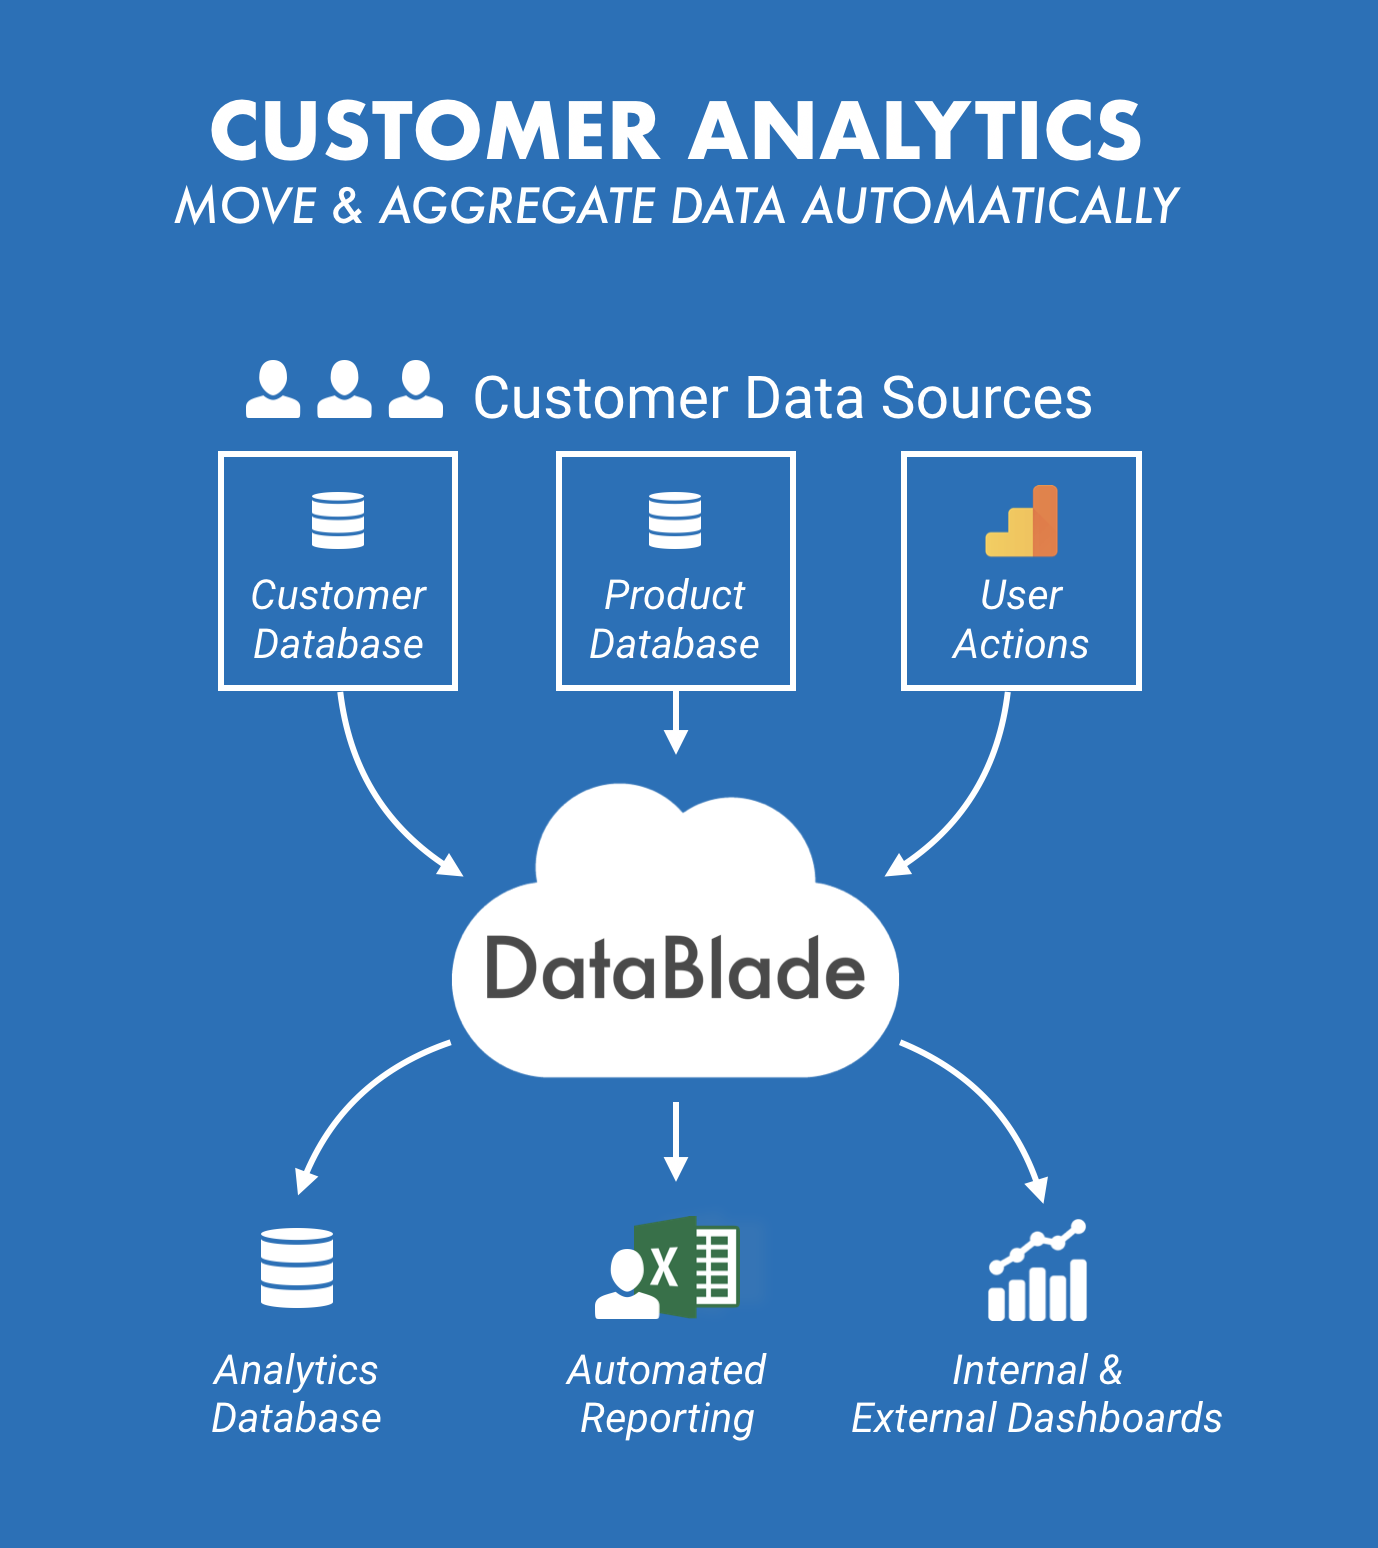 CUSTOMER ANALYTICS
MOVE & AGGREGATE DATA AUTOMATICALLY
Customer Data Sources
Customer
Database
Product
Database
User
Actions
DataBlade
X
Analytics
Database
Automated
Reporting
Internal &
External Dashboards